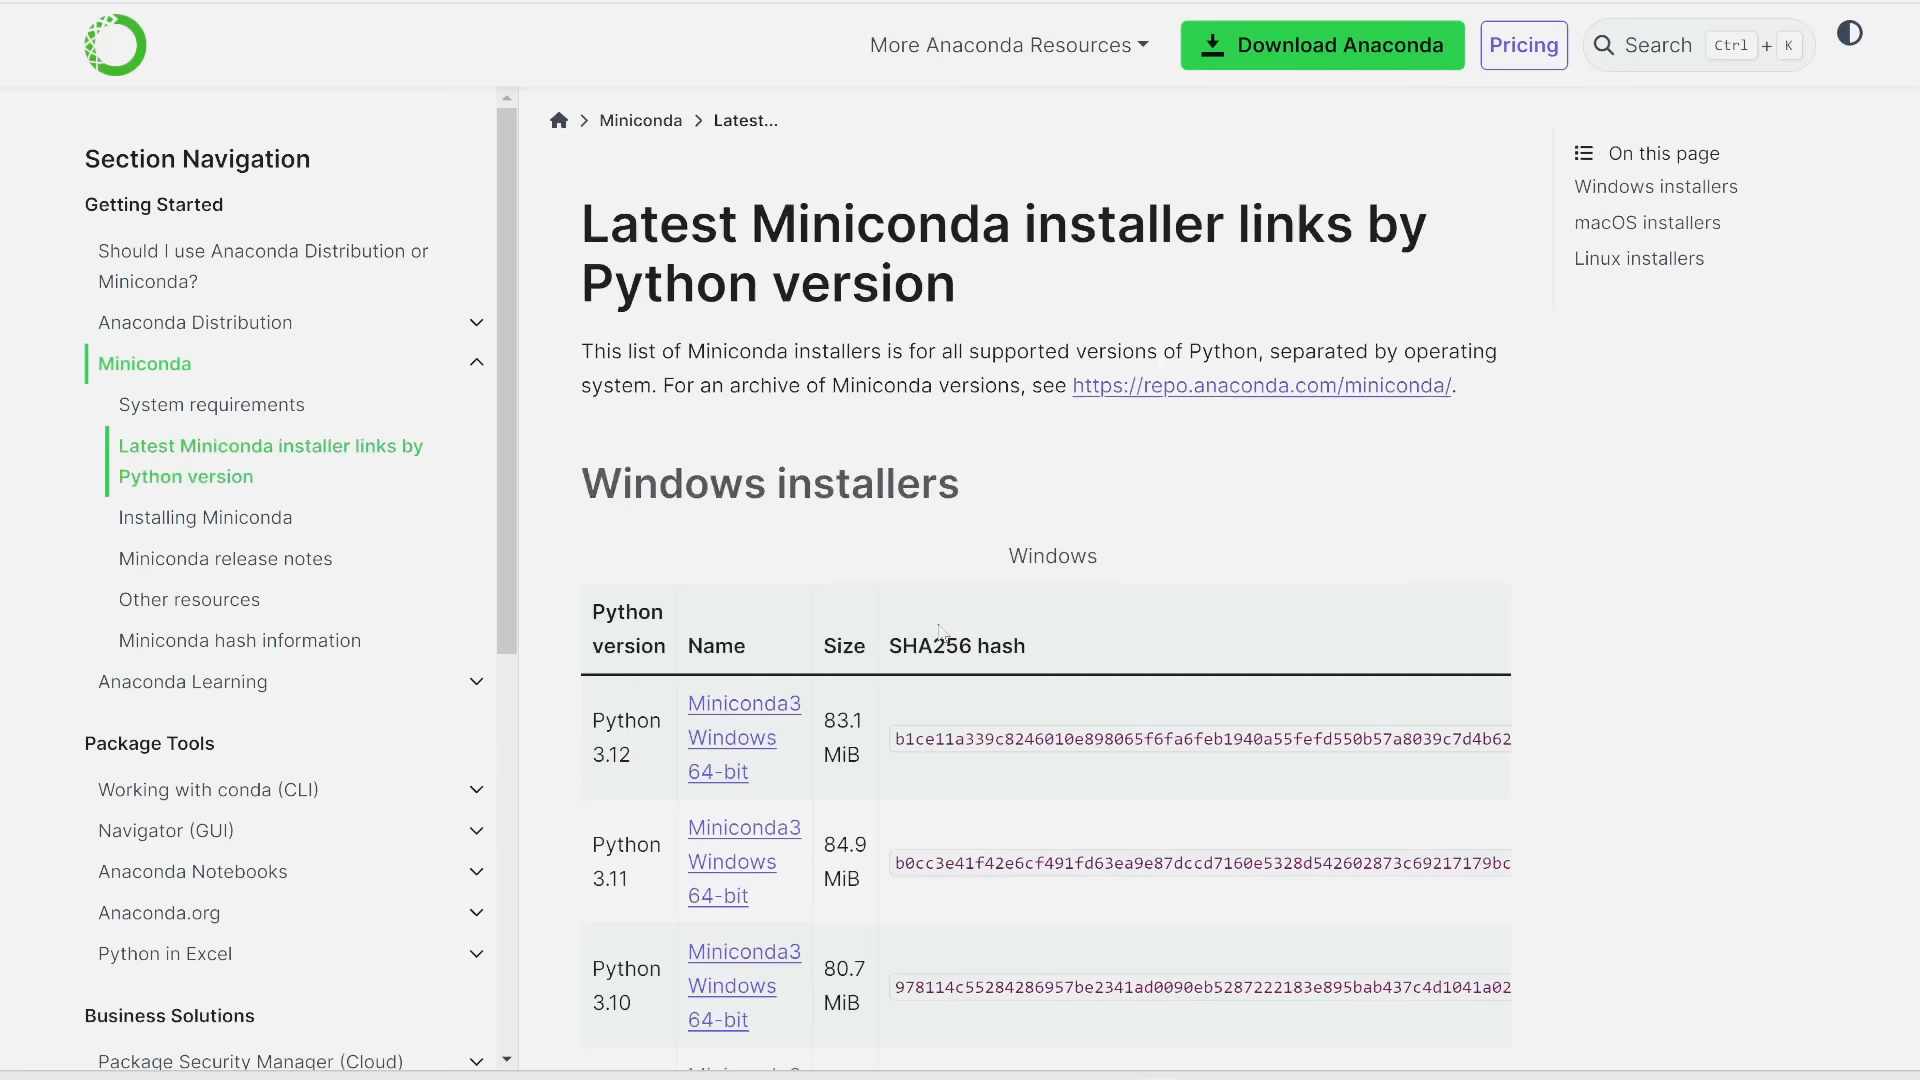 More Anaconda Resources
Download Anaconda
Pricing
Search Ctrl + K
Section Navigation
Getting Started
Should I use Anaconda Distribution or
Miniconda?
Anaconda Distribution
Miniconda
System requirements
Latest Miniconda installer links by
Python version
Installing Miniconda
Miniconda release notes
Other resources
Miniconda hash information
Anaconda Learning
Package Tools
Working with conda (CLI)
Navigator (GUI)
Anaconda Notebooks
Anaconda.org
Python in Excel
Business Solutions
Package Security Manager (Cloud)
Miniconda
Latest...
Latest Miniconda installer links by
Python version
This list of Miniconda installers is for all supported versions of Python, separated by operating
system. For an archive of Miniconda versions, see https://repo.anaconda.com/miniconda/.
Windows installers
Windows
Python
version
Name
Size
SHA256 hash
Python
3.12
Miniconda3
Windows
64-bit
83.1
MiB
b1ce11a339c8246010e898065f6fa6feb1940a55fefd550b57a8039c7d4b62
Python
3.11
Miniconda3
Windows
64-bit
84.9
MiB
b0cc3e41f42e6cf491fd63ea9e87dccd7160e5328d542602873c69217179bc
Python
3.10
Miniconda3
Windows
64-bit
80.7
MiB
978114c55284286957be2341ad0090eb5287222183e895bab437c4d1041a02
On this page
Windows installers
macOS installers
Linux installers